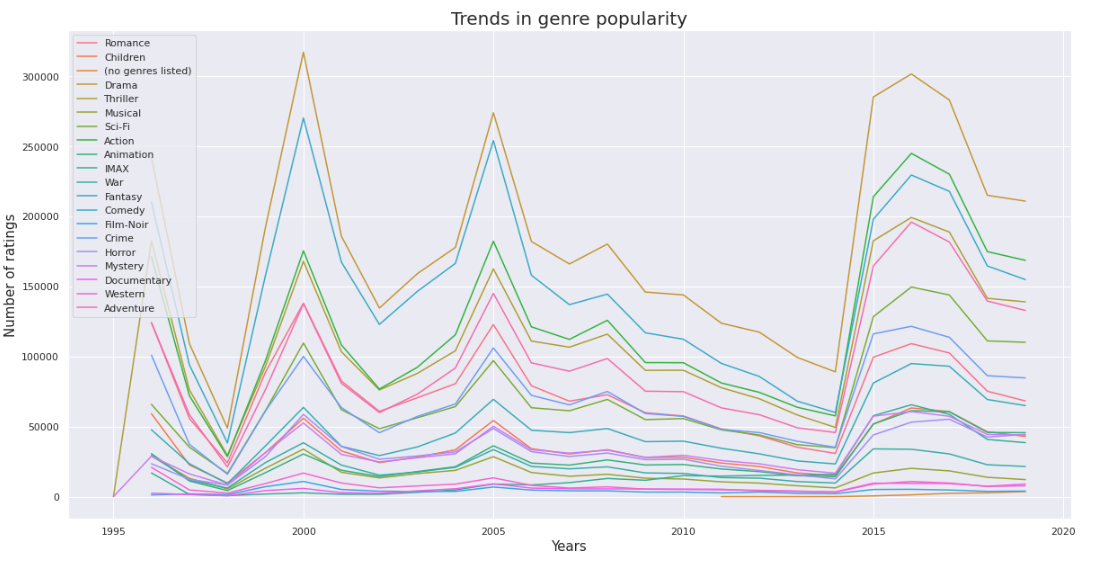 Trends in genre popularity
Number of ratings
300000
250000
200000
150000
100000
50000
0
Romance
Children
(no genres listed)
Drama
Thriller
Musical
Sci-Fi
Action
Animation
IMAX
War
Fantasy
Comedy
Film-Noir
Crime
Horror
Mystery
Documentary
Western
Adventure
1995
2000
2005
2010
2015
2020
Years